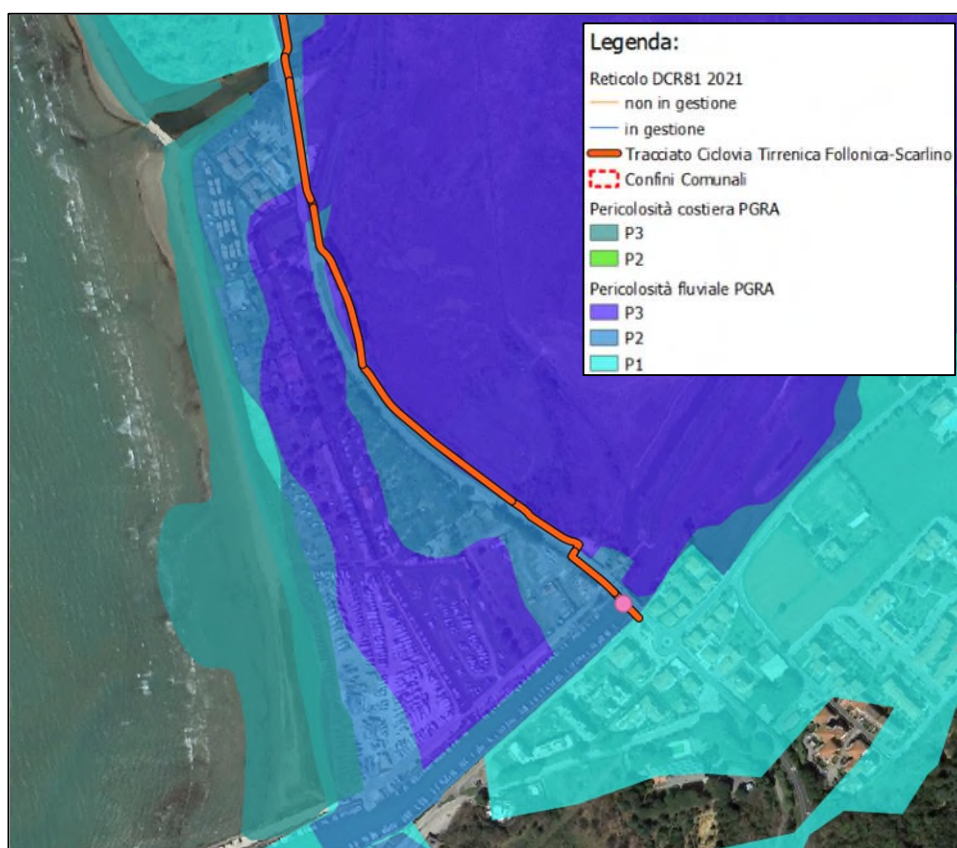 Legenda:
Reticolo DCR81 2021
non in gestione
in gestione
Tracciato Ciclovia Tirrenica Follonica-Scarlino
Confini Comunali
Pericolosità costiera PGRA
P3
P2
Pericolosità fluviale PGRA
P3
P2
P1